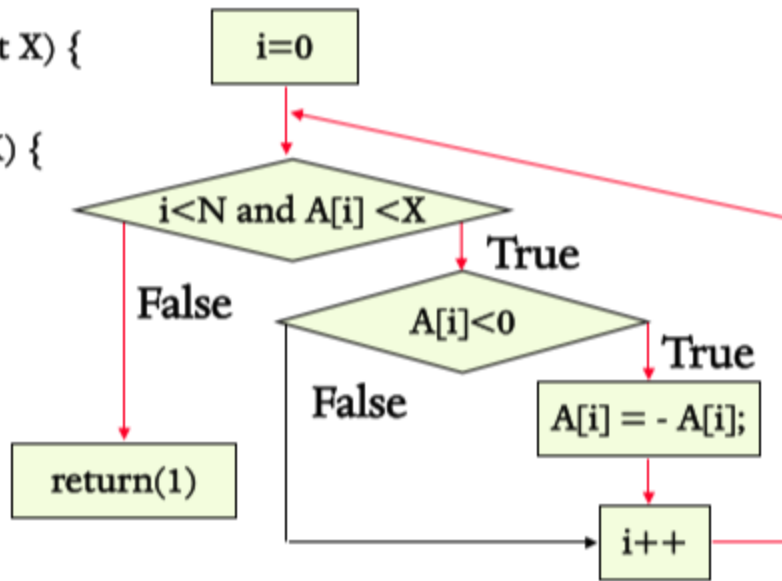 t X) {
i=0
) {
i<N and A[i] <X
True
False
A[i]<0
True
False
A[i] = - A[i];
return(1)
i++